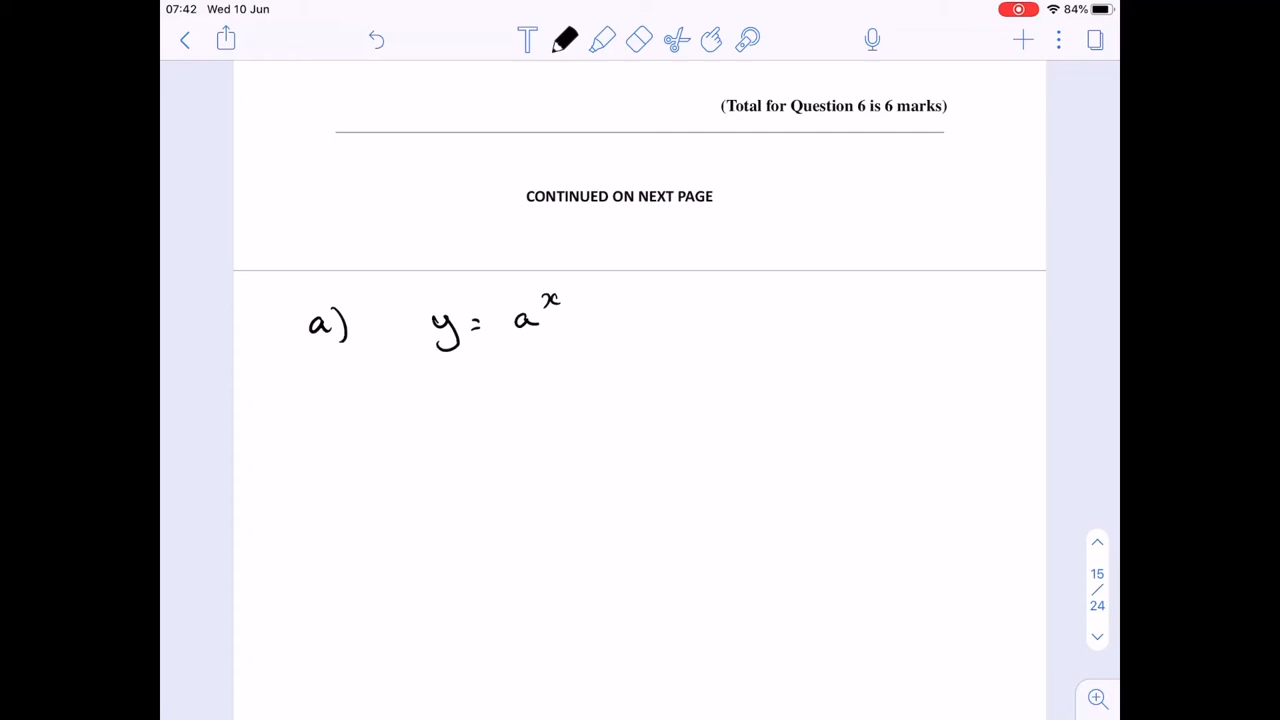 07:42 Wed 10 Jun 84%
T
(Total for Question 6 is 6 marks)
CONTINUED ON NEXT PAGE
a) y = a^x
15
/
24